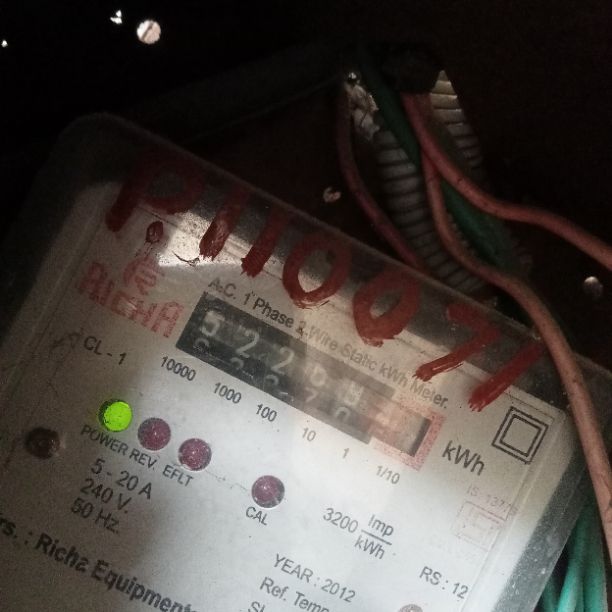 P110071
RICHA
A.C. 1 Phase 2 Wire Static kWh Meter.
CL - 1
10000 1000 100 10 1 1/10
kWh
POWER REV. EFLT
CAL
5 - 20 A
240 V.
50 Hz.
3200 Imp/kWh
YEAR : 2012
RS : 12
Richa Equipment
Ref. Temp